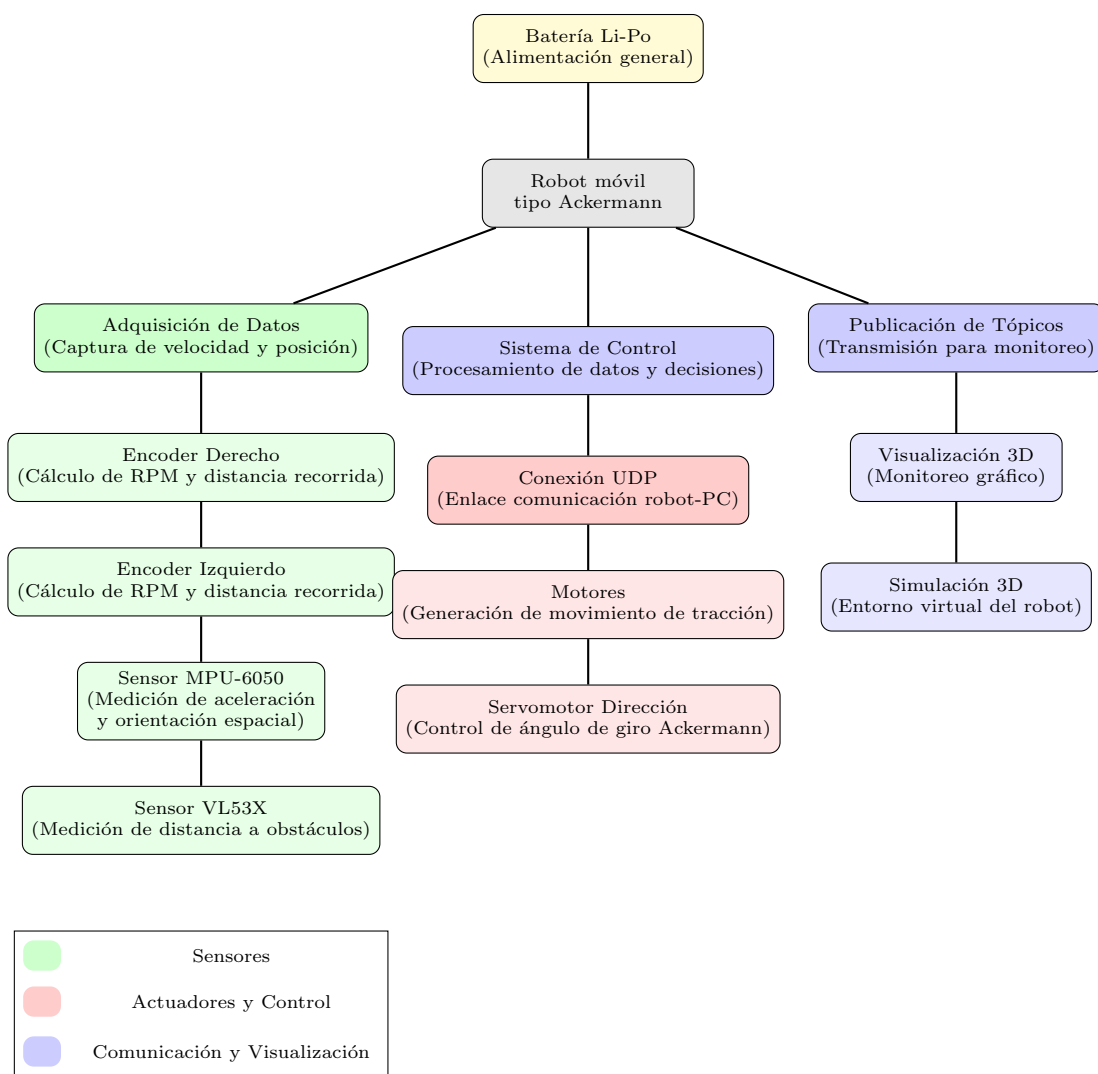 Batería Li-Po
(Alimentación general)
Robot móvil
tipo Ackermann
Adquisición de Datos
(Captura de velocidad y posición)
Sistema de Control
(Procesamiento de datos y decisiones)
Publicación de Tópicos
(Transmisión para monitoreo)
Encoder Derecho
(Cálculo de RPM y distancia recorrida)
Conexión UDP
(Enlace comunicación robot-PC)
Visualización 3D
(Monitoreo gráfico)
Encoder Izquierdo
(Cálculo de RPM y distancia recorrida)
Motores
(Generación de movimiento de tracción)
Simulación 3D
(Entorno virtual del robot)
Sensor MPU-6050
(Medición de aceleración
y orientación espacial)
Servomotor Dirección
(Control de ángulo de giro Ackermann)
Sensor VL53X
(Medición de distancia a obstáculos)
Sensores
Actuadores y Control
Comunicación y Visualización